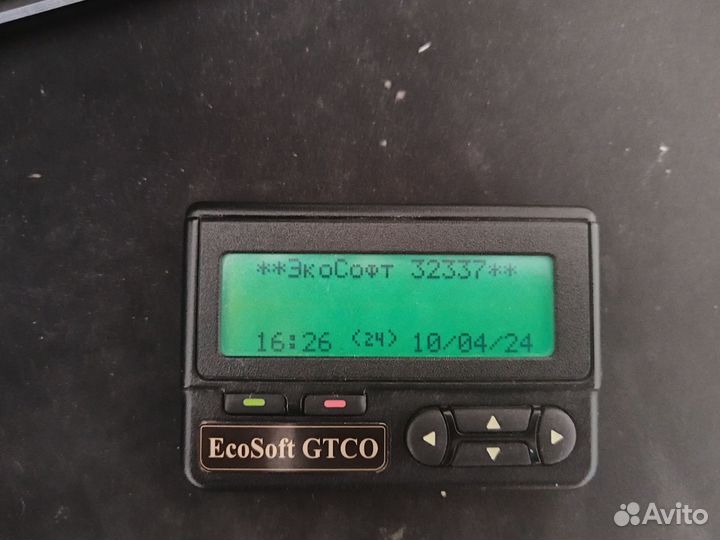 **ЭкоСофт 32337**
16:26 (24) 10/04/24
EcoSoft GTCO
Avito